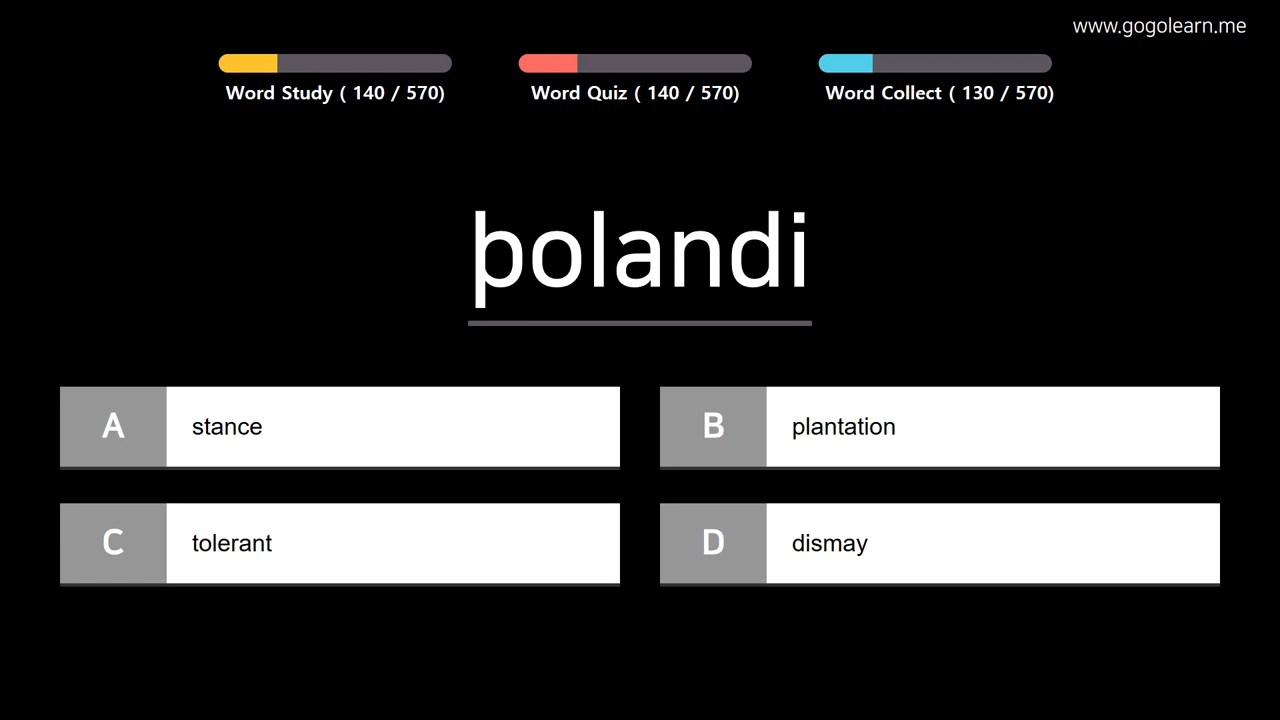 www.gogolearn.me
Word Study ( 140 / 570)
Word Quiz ( 140 / 570)
Word Collect ( 130 / 570)
þolandi
A stance
B plantation
C tolerant
D dismay